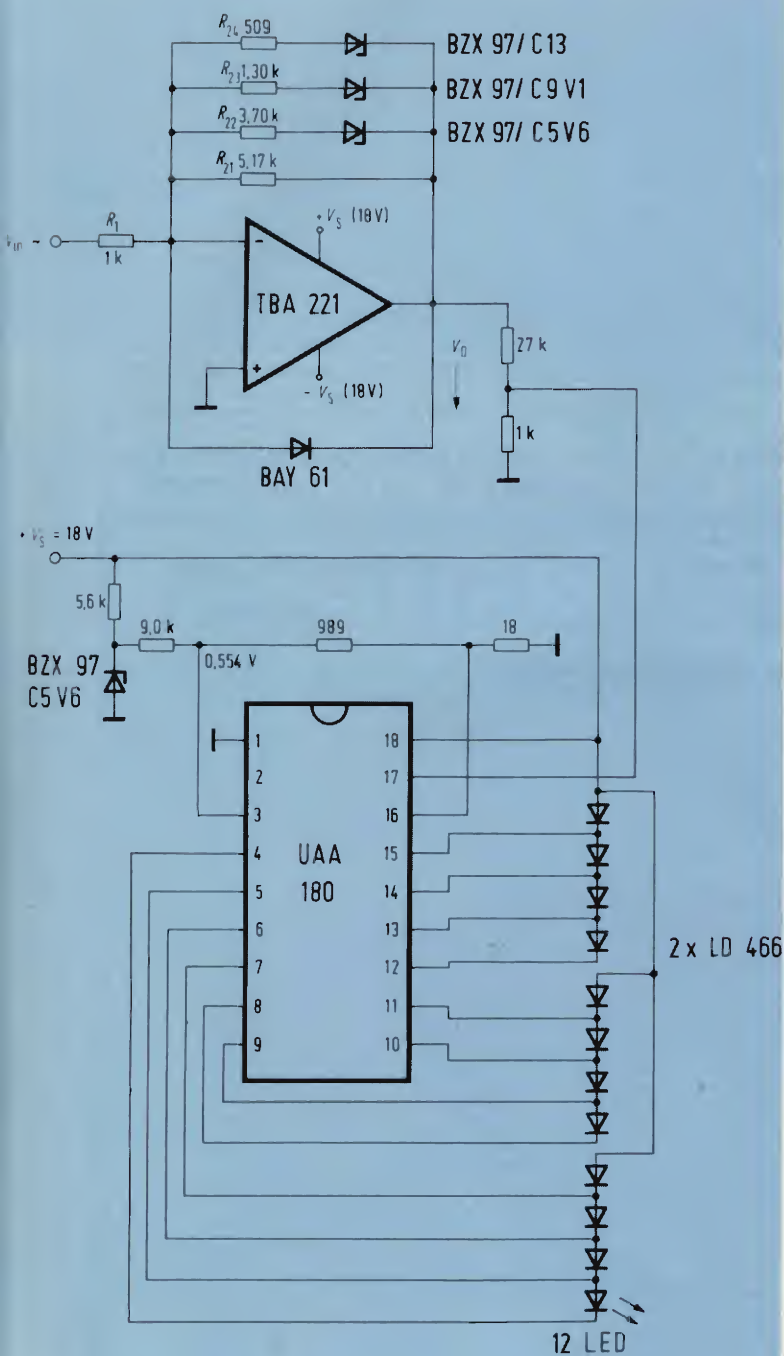 R24 509
BZX 97/ C13
R23 1,30 k
BZX 97/ C9 V1
R22 3,70 k
BZX 97/ C5V6
R21 5,17 k
Vin ~
R1
1 k
+ VS (18V)
-
TBA 221
+
- VS (18V)
V0
27 k
1 k
BAY 61
+ VS = 18 V
5,6 k
9,0 k
989
18
0,554 V
BZX 97
C5V6
1
18
2
17
3
16
4
UAA
15
5
180
14
6
13
7
12
8
11
9
10
2 x LD 466
12 LED